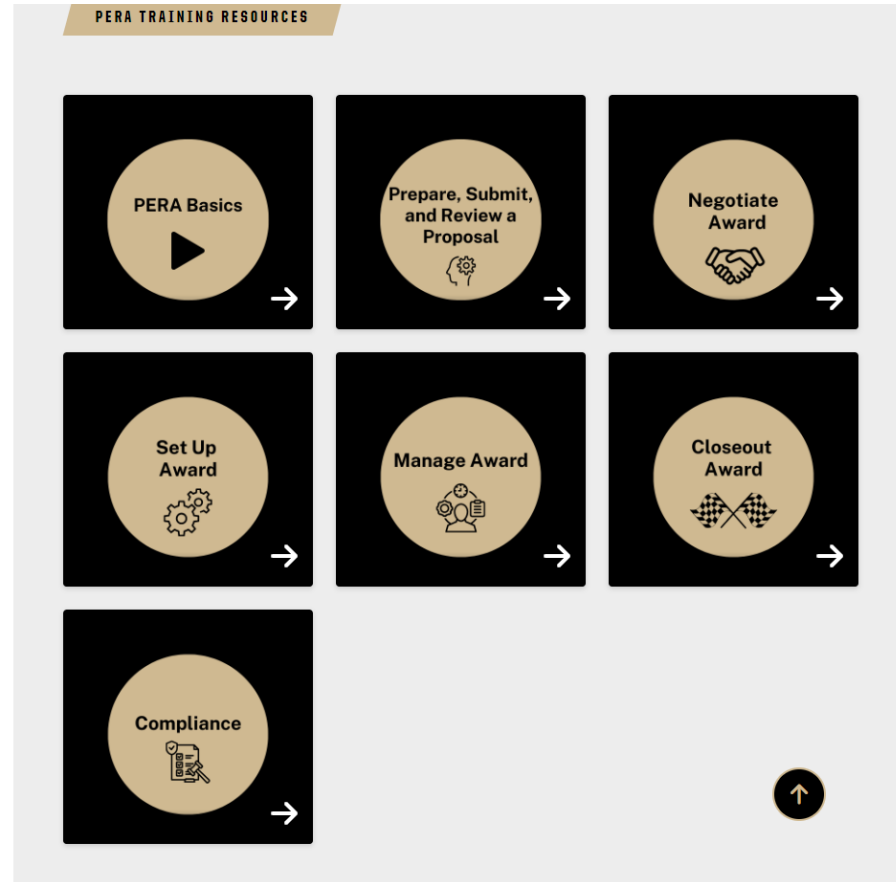 PERA TRAINING RESOURCES
PERA Basics
Prepare, Submit,
and Review a
Proposal
Negotiate
Award
Set Up
Award
Manage Award
Closeout
Award
Compliance